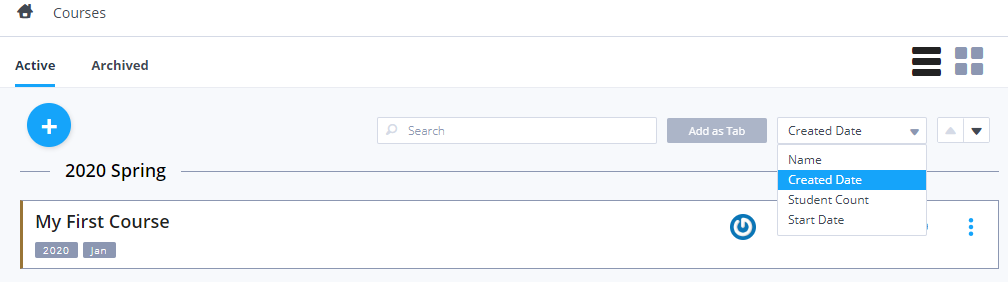 Courses
Active Archived
Search Add as Tab Created Date
Name
Created Date
Student Count
Start Date
2020 Spring
My First Course
2020 Jan